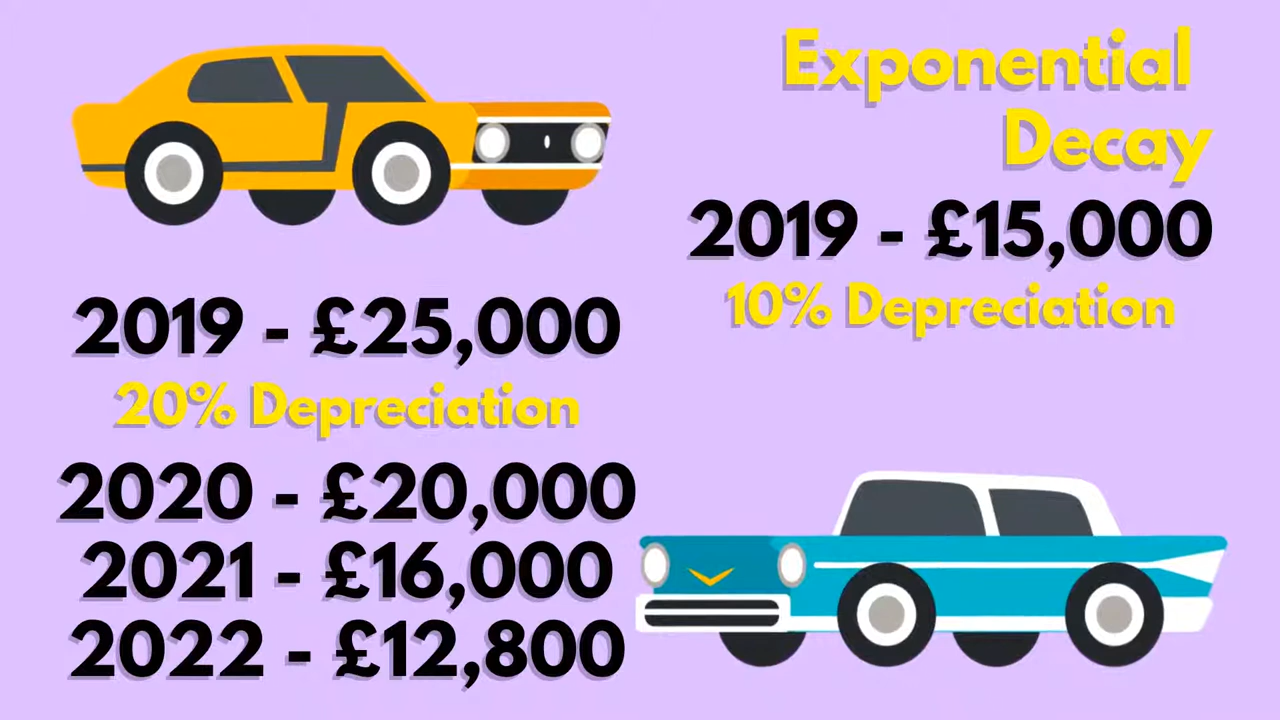 Exponential
Decay
2019 - £15,000
10% Depreciation
2019 - £25,000
20% Depreciation
2020 - £20,000
2021 - £16,000
2022 - £12,800